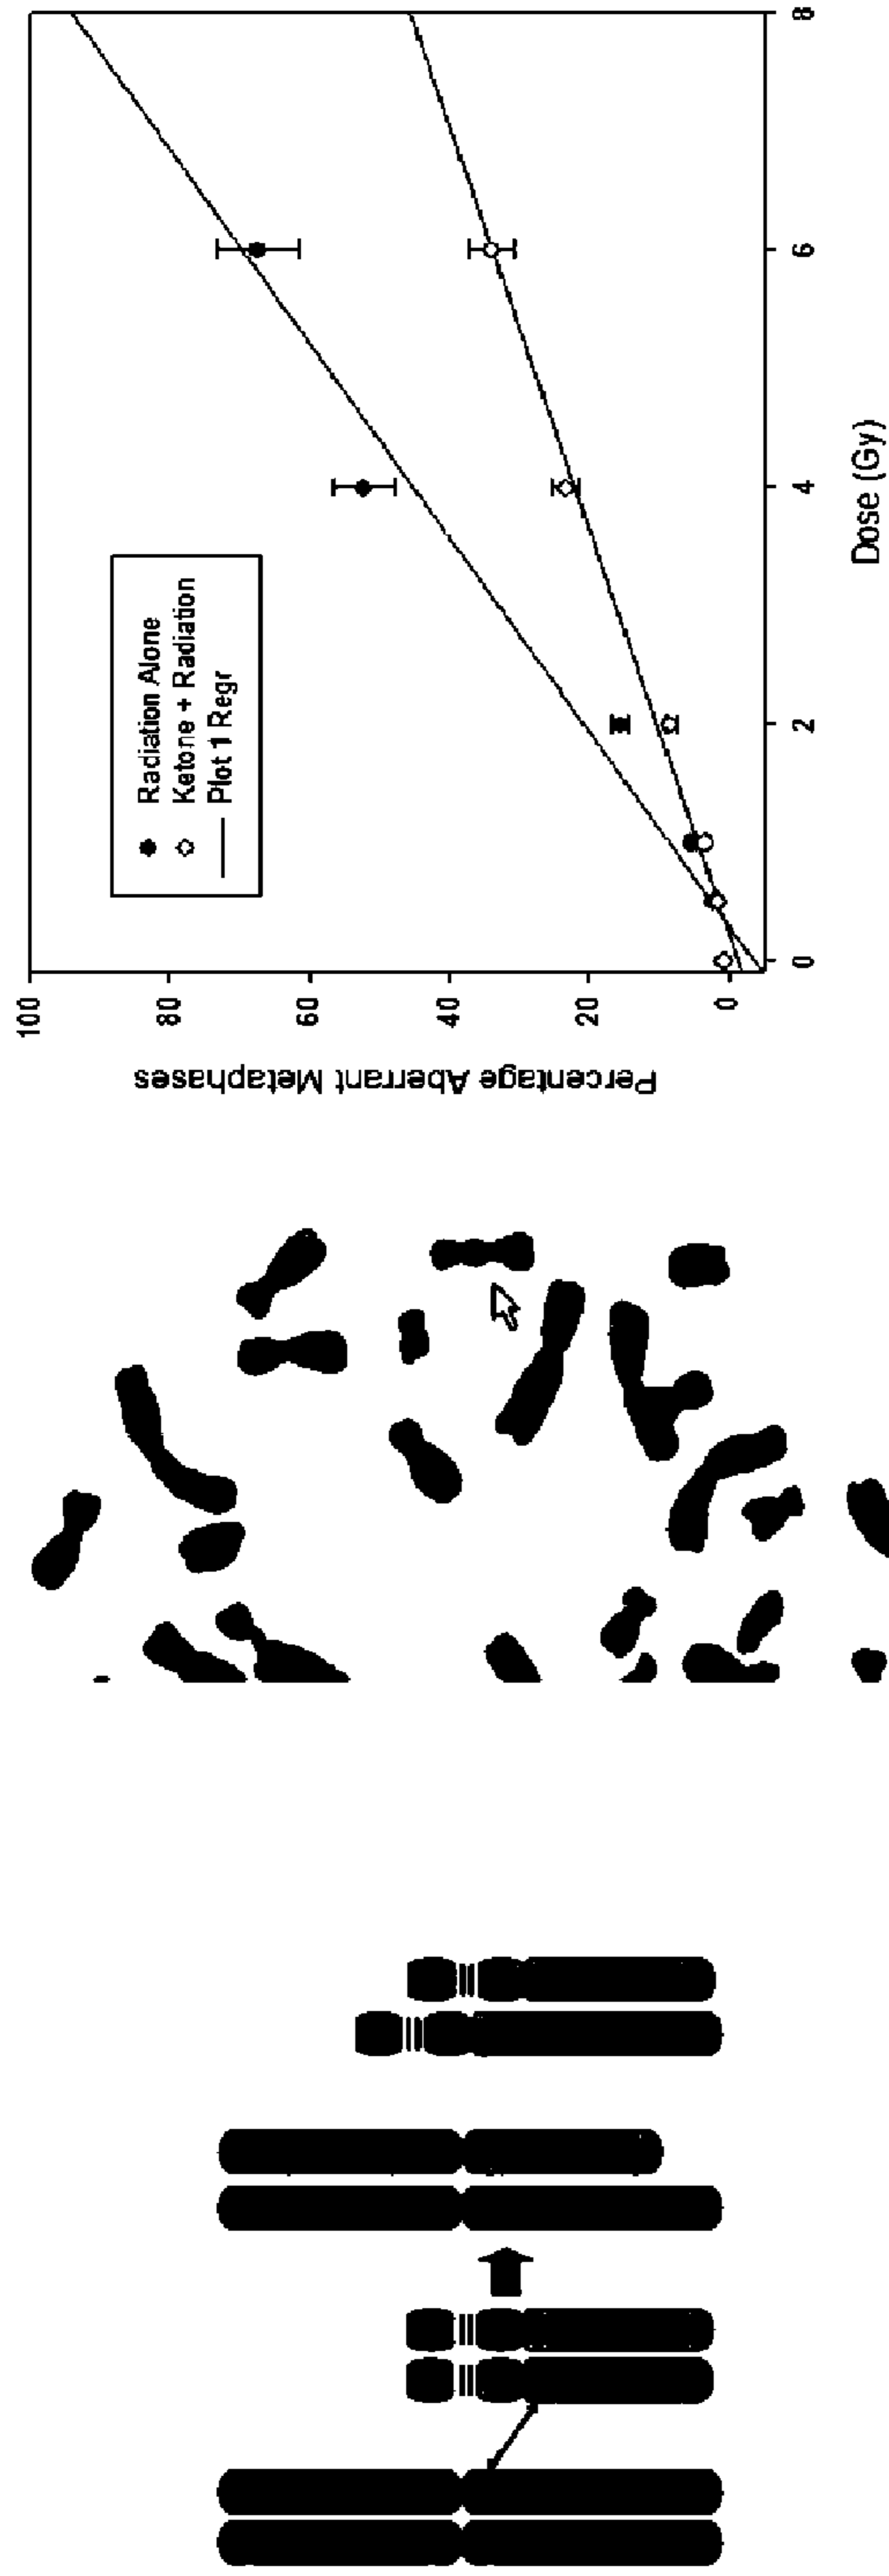 100
80
60
40
20
0
Percentage Aberrant Metaphases
Radiation Alone
Ketone + Radiation
Plot 1 Regr
0
2
4
6
8
Dose (Gy)